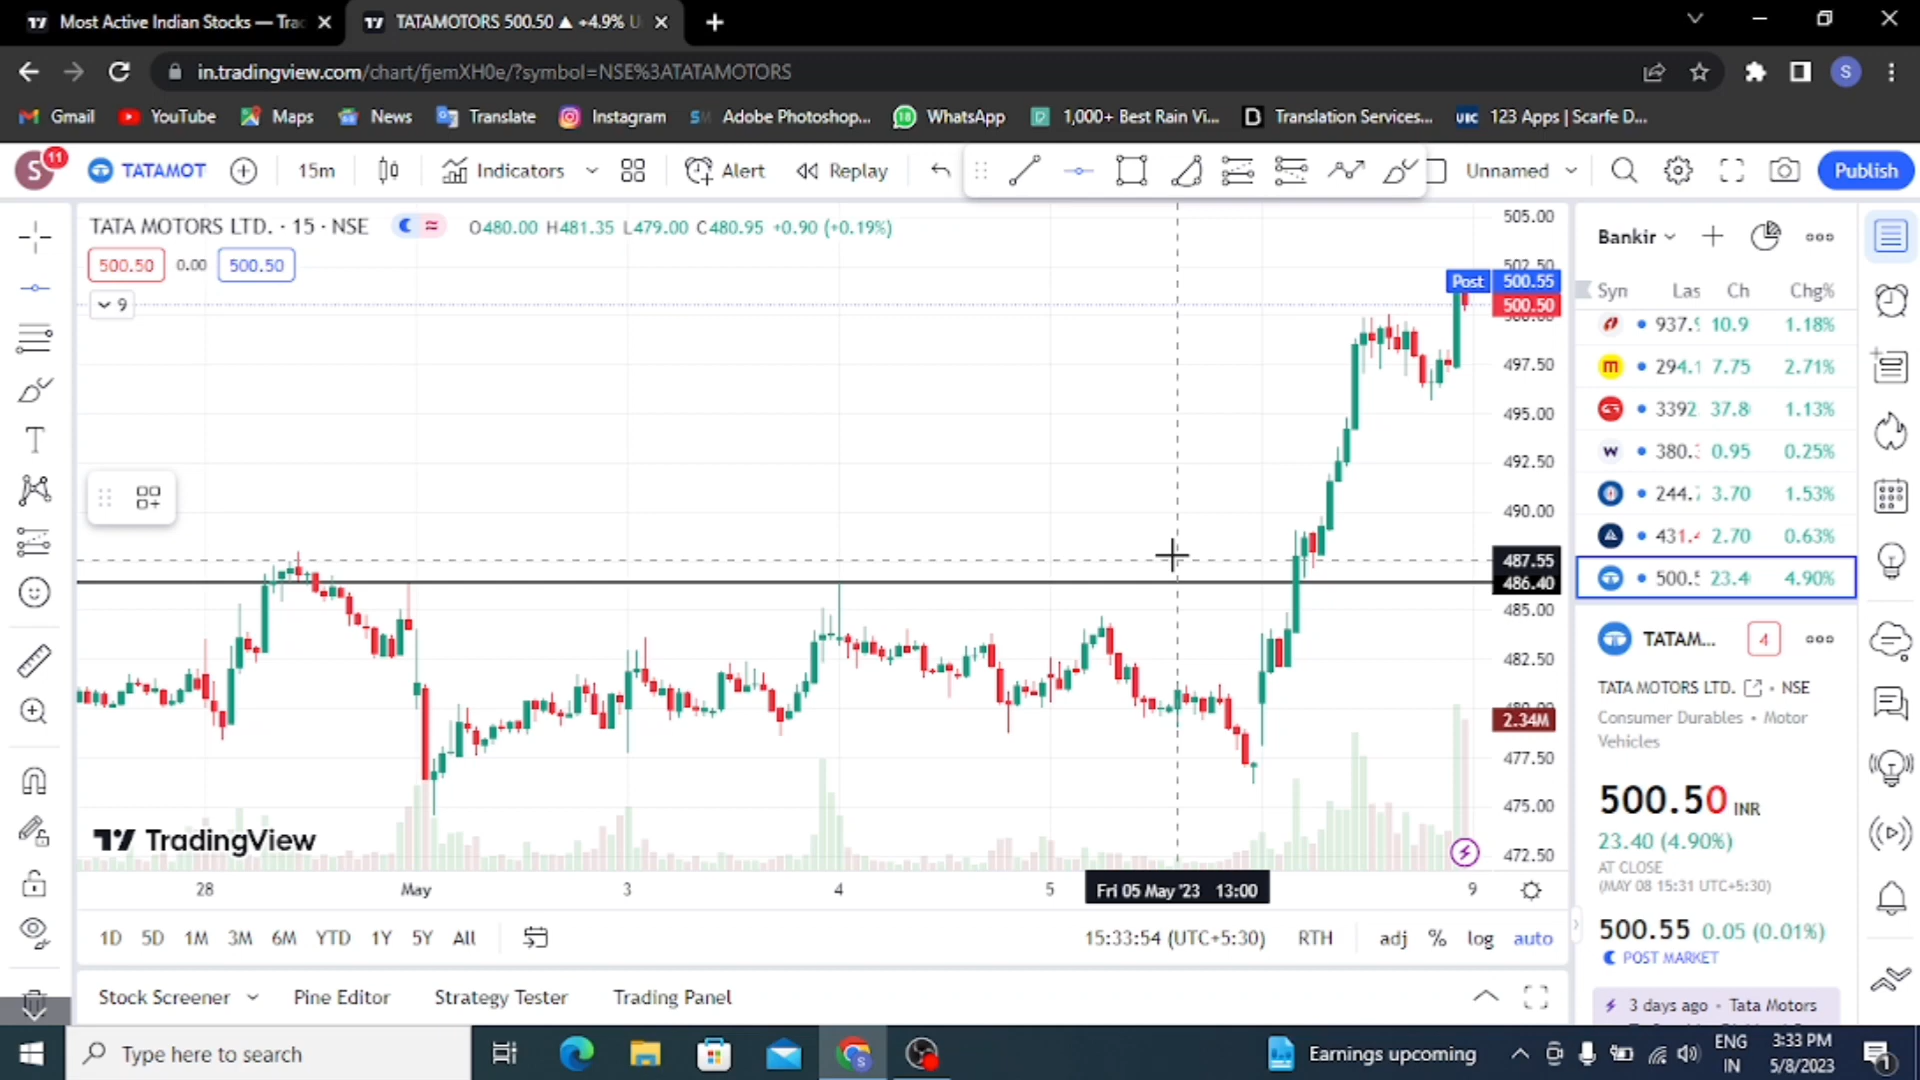 Most Active Indian Stocks — Trac
TATAMOTORS 500.50 ▲ +4.9% U
in.tradingview.com/chart/fjemXH0e/?symbol=NSE%3ATATAMOTORS
S
Gmail
YouTube
Maps
News
Translate
Instagram
Adobe Photoshop...
WhatsApp
1,000+ Best Rain Vi...
Translation Services...
123 Apps | Scarfe D...
S
11
TATAMOT
15m
Indicators
Alert
Replay
Unnamed
Publish
TATA MOTORS LTD. · 15 · NSE
O480.00 H481.35 L479.00 C480.95 +0.90 (+0.19%)
500.50
0.00
500.50
9
505.00
502.50
Post 500.55
500.50
497.50
495.00
492.50
490.00
487.55
486.40
485.00
482.50
480.00
2.34M
477.50
475.00
472.50
TradingView
28
May
3
4
5
Fri 05 May '23 13:00
9
1D 5D 1M 3M 6M YTD 1Y 5Y All
15:33:54 (UTC+5:30)
RTH
adj
%
log
auto
Stock Screener
Pine Editor
Strategy Tester
Trading Panel
Bankir
Syn Las Ch Chg%
937.9 10.9 1.18%
294.1 7.75 2.71%
3392 37.8 1.13%
380. 0.95 0.25%
244. 3.70 1.53%
431. 2.70 0.63%
500. 23.4 4.90%
TATAM...
4
TATA MOTORS LTD. • NSE
Consumer Durables • Motor
Vehicles
500.50 INR
23.40 (4.90%)
AT CLOSE
(MAY 08 15:31 UTC+5:30)
500.55 0.05 (0.01%)
POST MARKET
3 days ago • Tata Motors
Type here to search
Earnings upcoming
ENG
IN
3:33 PM
5/8/2023
1